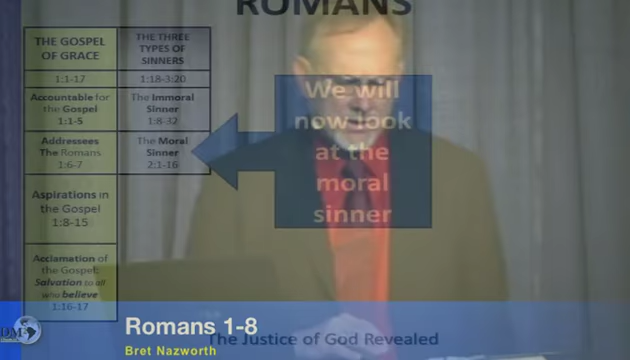 ROMANS
THE GOSPEL
OF GRACE
THE THREE
TYPES OF
SINNERS
1:1-17
1:18-3:20
Accountable for
the Gospel
1:1-5
The Immoral
Sinner
1:8-32
Addressees
The Romans
1:6-7
The Moral
Sinner
2:1-16
Aspirations in
the Gospel
1:8-15
Acclamation of
the Gospel:
Salvation to all
who believe
1:16-17
We will
now look
at the
moral
sinner
DM
Romans 1-8
The Justice of God Revealed
Bret Nazworth